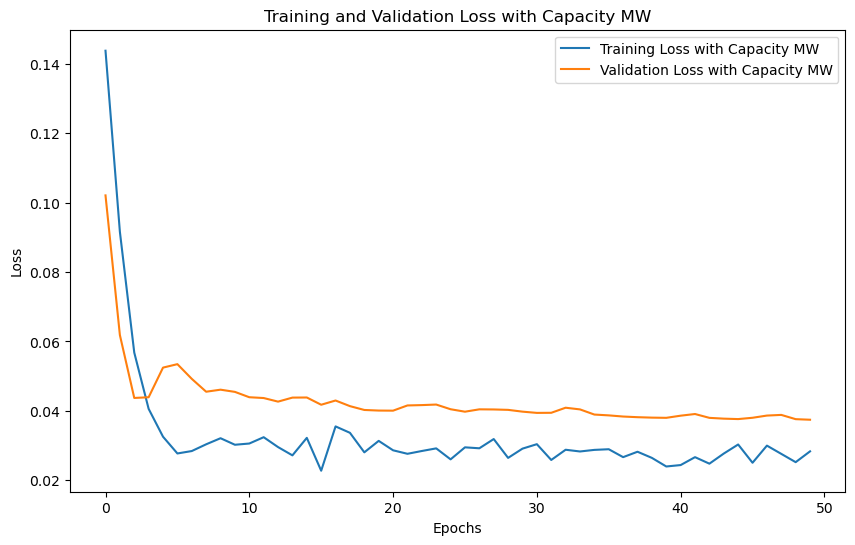 Training and Validation Loss with Capacity MW
Training Loss with Capacity MW
Validation Loss with Capacity MW
0.14
0.12
0.10
0.08
0.06
0.04
0.02
Loss
0 10 20 30 40 50
Epochs